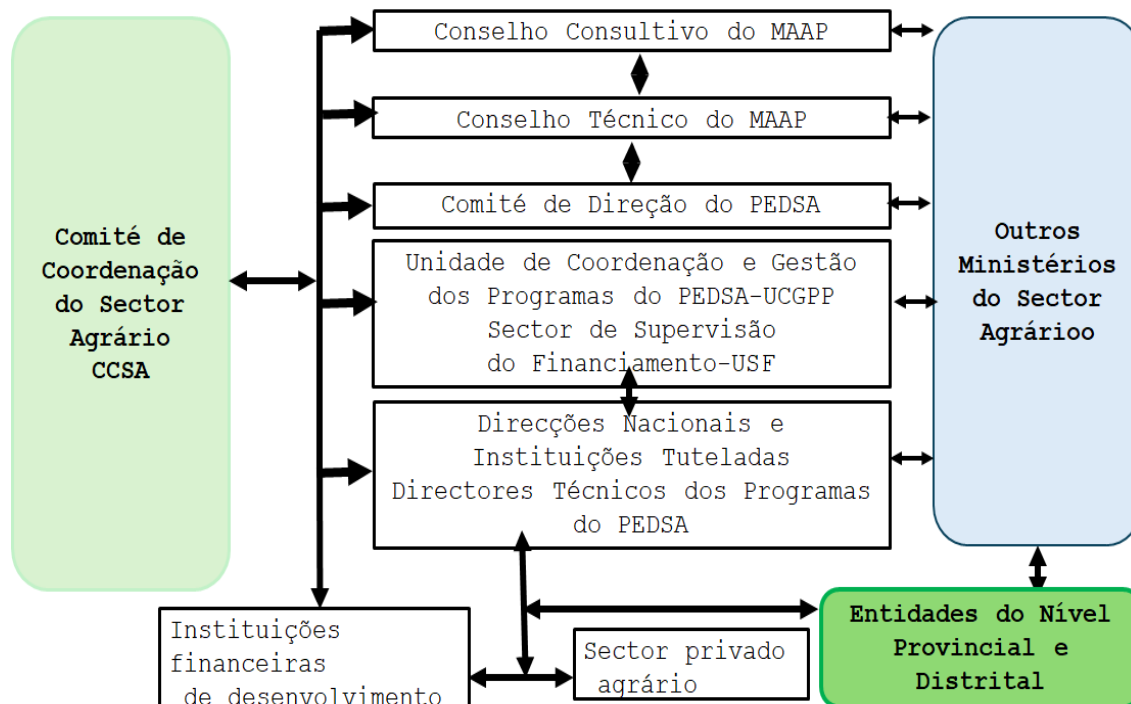 Conselho Consultivo do MAAP
Conselho Técnico do MAAP
Comité de Direção do PEDSA
Comité de
Coordenação
do Sector
Agrário
CCSA
Unidade de Coordenação e Gestão
dos Programas do PEDSA-UCGPP
Sector de Supervisão
do Financiamento-USF
Outros
Ministérios
do Sector
Agrárioo
Direcções Nacionais e
Instituições Tuteladas
Directores Técnicos dos Programas
do PEDSA
Instituições
financeiras
de desenvolvimento
Sector privado
agrário
Entidades do Nível
Provincial e
Distrital